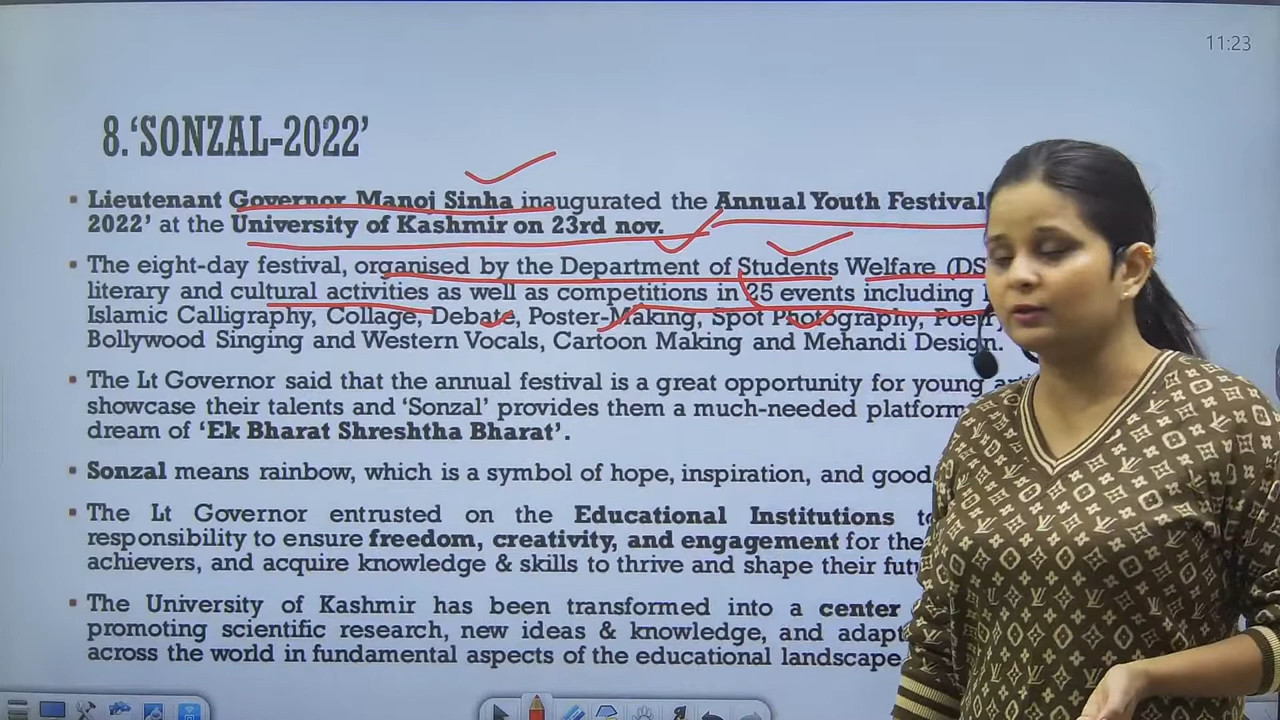 11:23
8.‘SONZAL-2022’
▪ Lieutenant Governor Manoj Sinha inaugurated the Annual Youth Festival
2022’ at the University of Kashmir on 23rd nov.
▪ The eight-day festival, organised by the Department of Students Welfare (DS
literary and cultural activities as well as competitions in 25 events including
Islamic Calligraphy, Collage, Debate, Poster-Making, Spot Photography, Poetry,
Bollywood Singing and Western Vocals, Cartoon Making and Mehandi Design.
▪ The Lt Governor said that the annual festival is a great opportunity for young
showcase their talents and ‘Sonzal’ provides them a much-needed platform
dream of ‘Ek Bharat Shreshtha Bharat’.
▪ Sonzal means rainbow, which is a symbol of hope, inspiration, and good
▪ The Lt Governor entrusted on the Educational Institutions
responsibility to ensure freedom, creativity, and engagement for the
achievers, and acquire knowledge & skills to thrive and shape their
▪ The University of Kashmir has been transformed into a center
promoting scientific research, new ideas & knowledge, and
across the world in fundamental aspects of the educational landscape